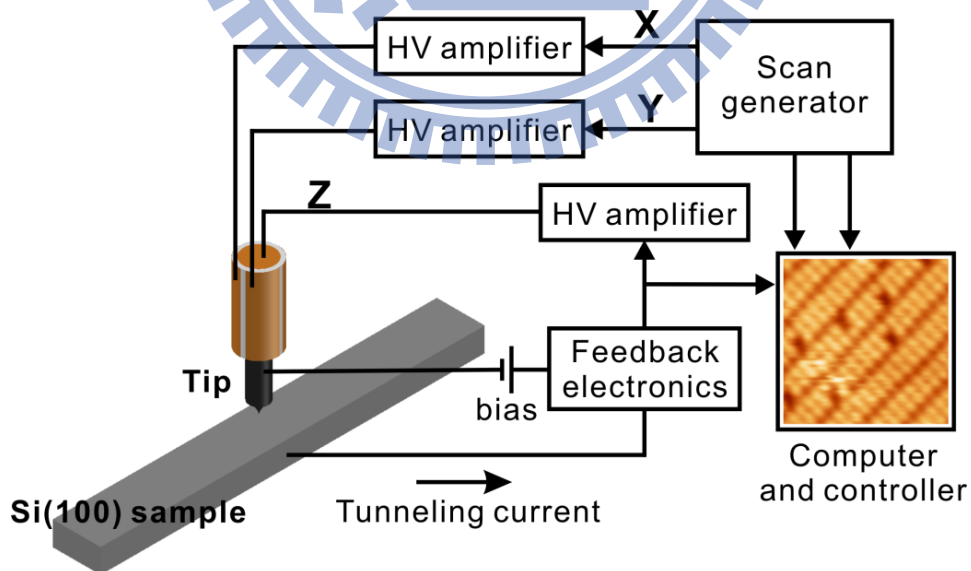 X
HV amplifier
Scan
generator
Y
HV amplifier
Z
HV amplifier
Feedback
electronics
Tip
bias
Computer
and controller
Si(100) sample
Tunneling current